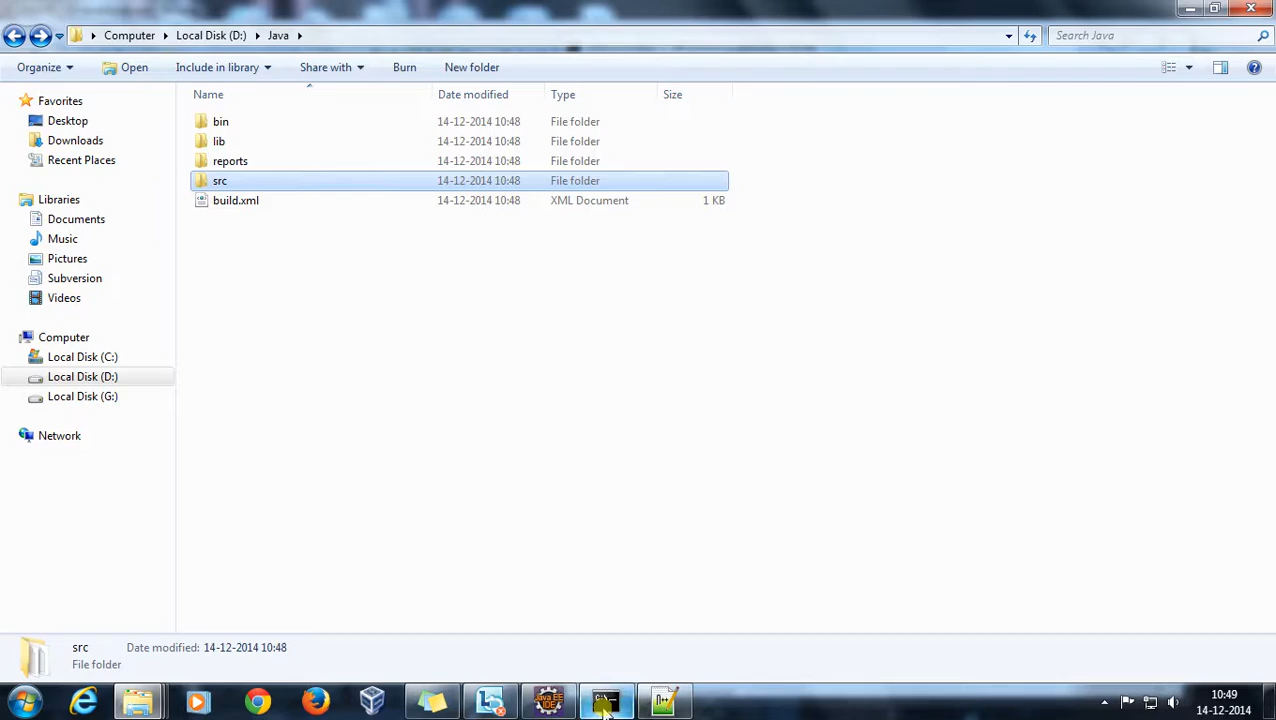 Computer Local Disk (D:) Java Search Java
Organize Open Include in library Share with Burn New folder
Name Date modified Type Size
Favorites
Desktop
Downloads
Recent Places
Libraries
Documents
Music
Pictures
Subversion
Videos
Computer
Local Disk (C:)
Local Disk (D:)
Local Disk (G:)
Network
bin 14-12-2014 10:48 File folder
lib 14-12-2014 10:48 File folder
reports 14-12-2014 10:48 File folder
src 14-12-2014 10:48 File folder
build.xml 14-12-2014 10:48 XML Document 1 KB
src Date modified: 14-12-2014 10:48
File folder
Java EE
IDE
C:\
10:49
14-12-2014